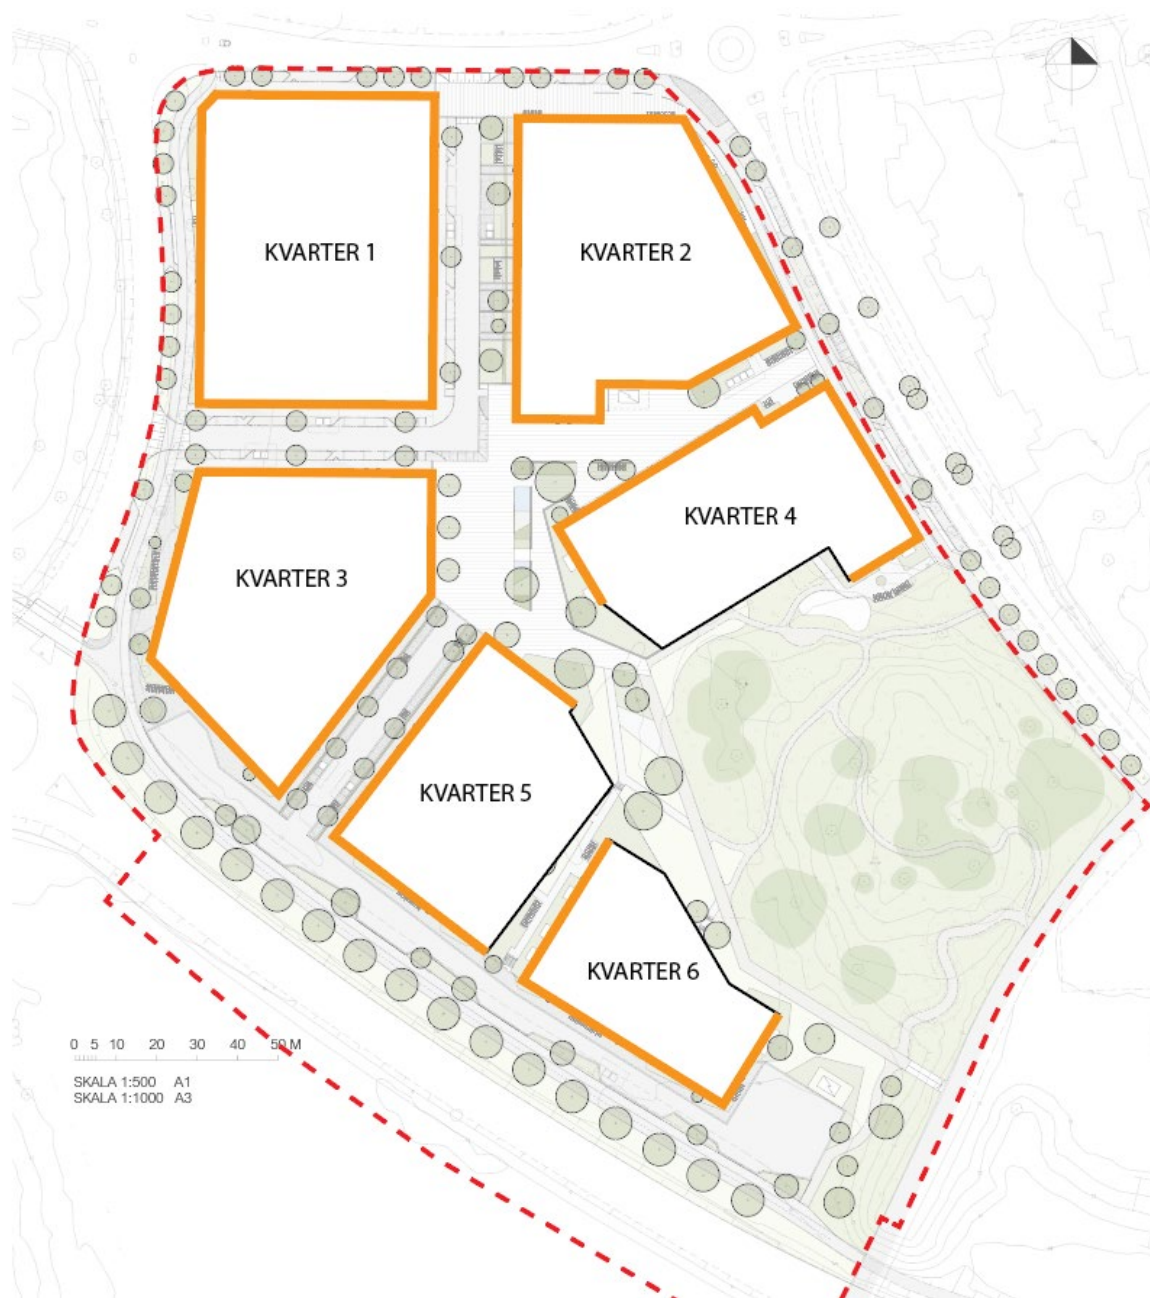 KVARTER 1
KVARTER 2
KVARTER 4
KVARTER 3
KVARTER 5
KVARTER 6
0 5 10 20 30 40 50 M
SKALA 1:500 A1
SKALA 1:1000 A3